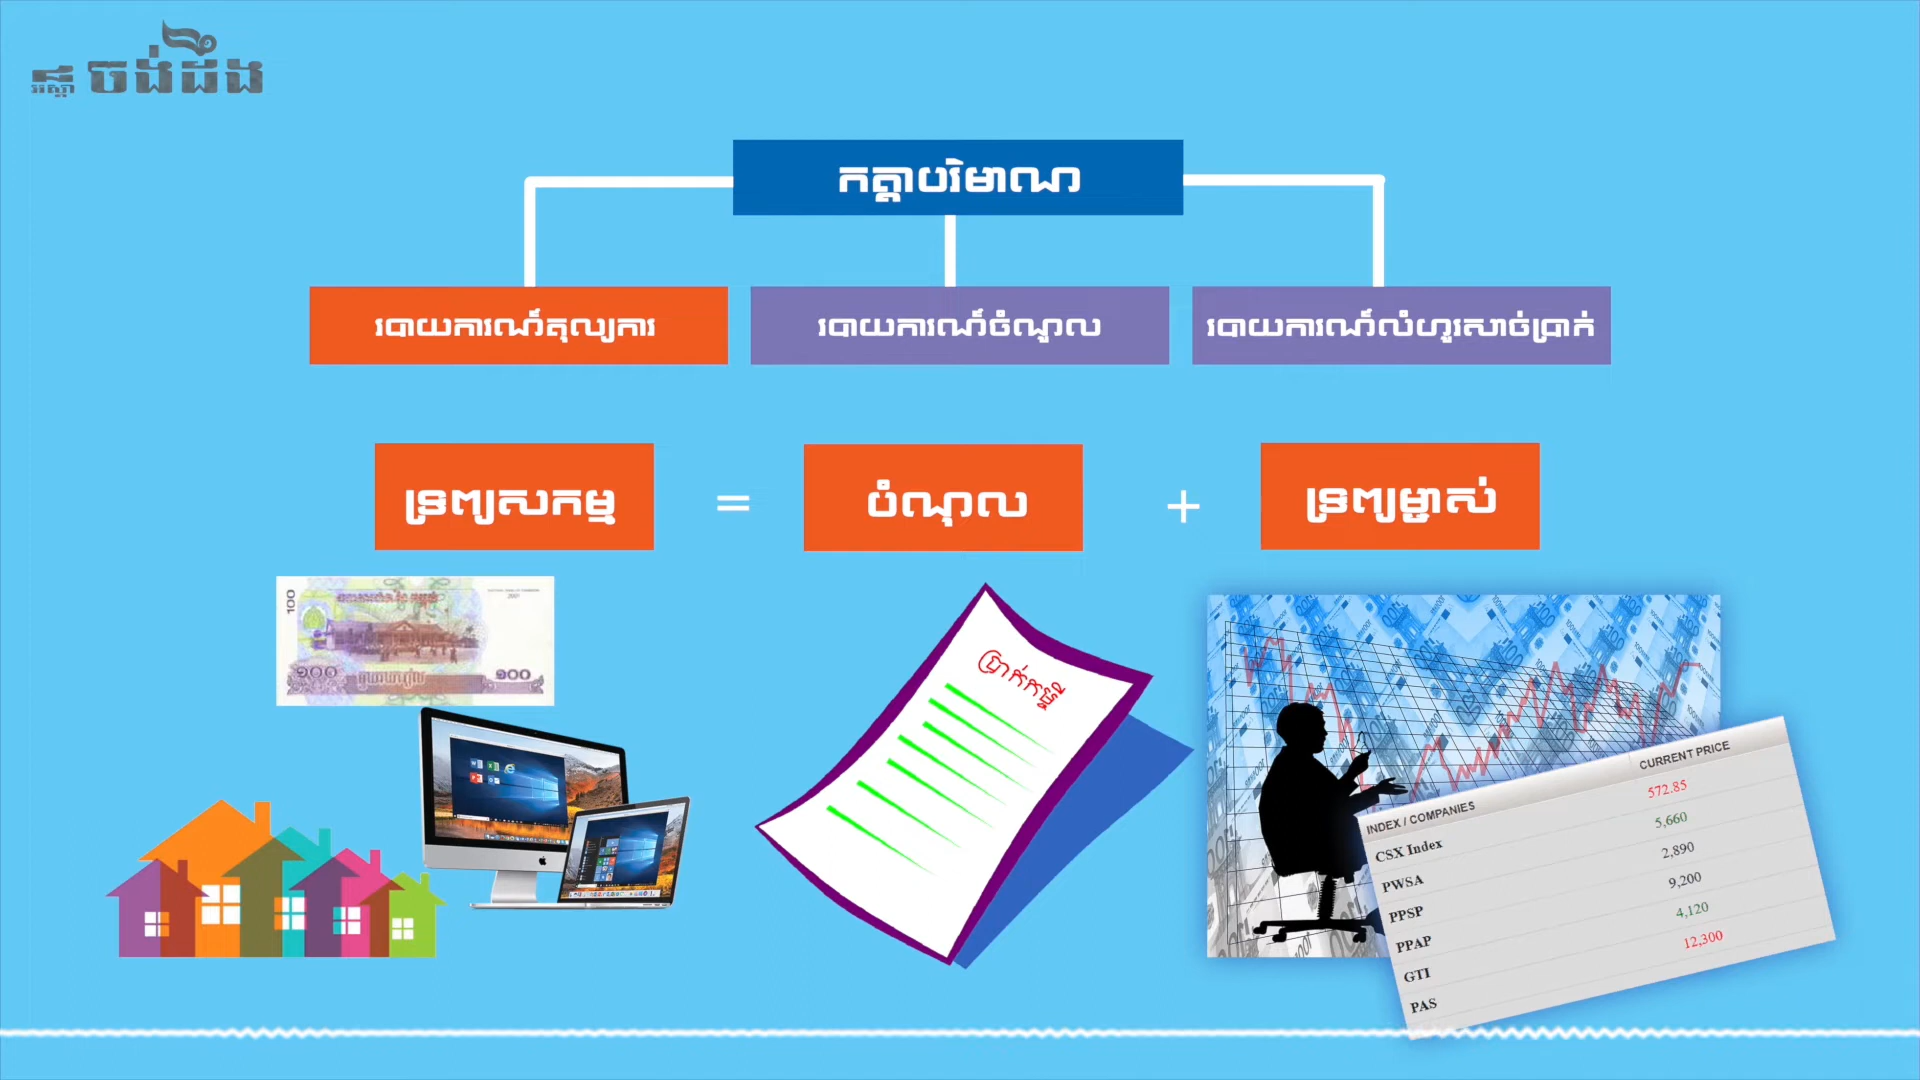 ចង់ដឹង
កត្តាបរិមាណ
របាយការណ៍តុល្យការ
របាយការណ៍ចំណូល
របាយការណ៍លំហូរសាច់ប្រាក់
ទ្រព្យសកម្ម
=
បំណុល
+
ទ្រព្យម្ចាស់
100
១០០
១០០
ប្រាក់កម្ចី
INDEX / COMPANIES CURRENT PRICE
CSX Index 572.85
PWSA 5,660
PPSP 2,890
PPAP 9,200
GTI 4,120
PAS 12,300